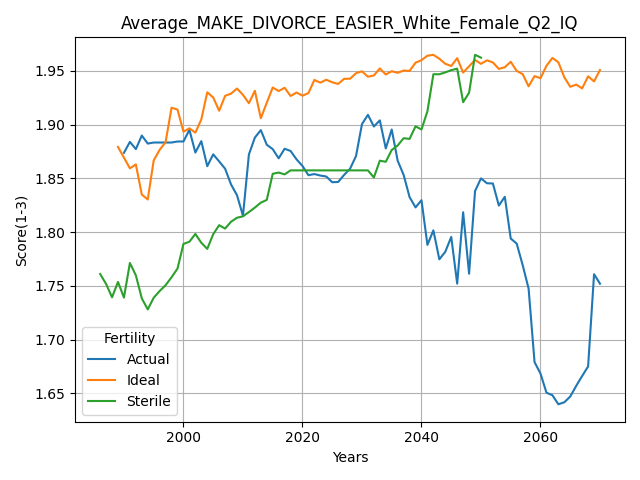 Average_MAKE_DIVORCE_EASIER_White_Female_Q2_IQ
Score(1-3)
1.95
1.90
1.85
1.80
1.75
1.70
1.65
Fertility
Actual
Ideal
Sterile
2000 2020 2040 2060
Years